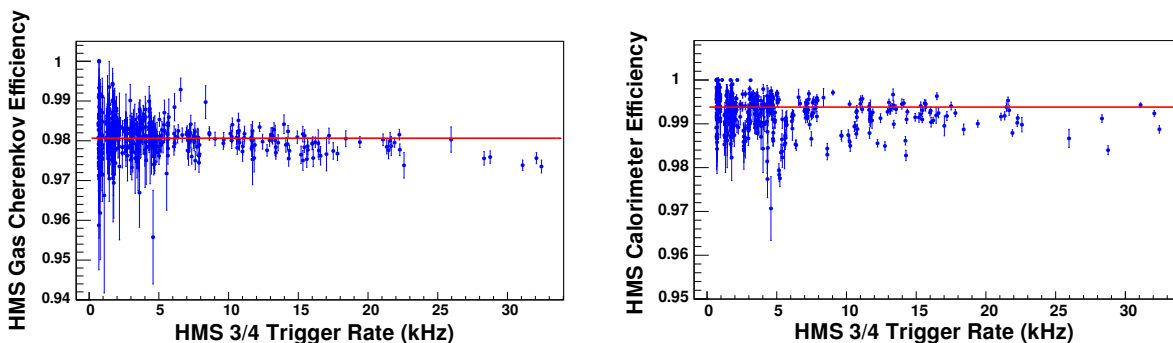 HMS Gas Cherenkov Efficiency
1
0.99
0.98
0.97
0.96
0.95
0.94
0 5 10 15 20 25 30
HMS 3/4 Trigger Rate (kHz)
HMS Calorimeter Efficiency
1
0.99
0.98
0.97
0.96
0.95
0 5 10 15 20 25 30
HMS 3/4 Trigger Rate (kHz)